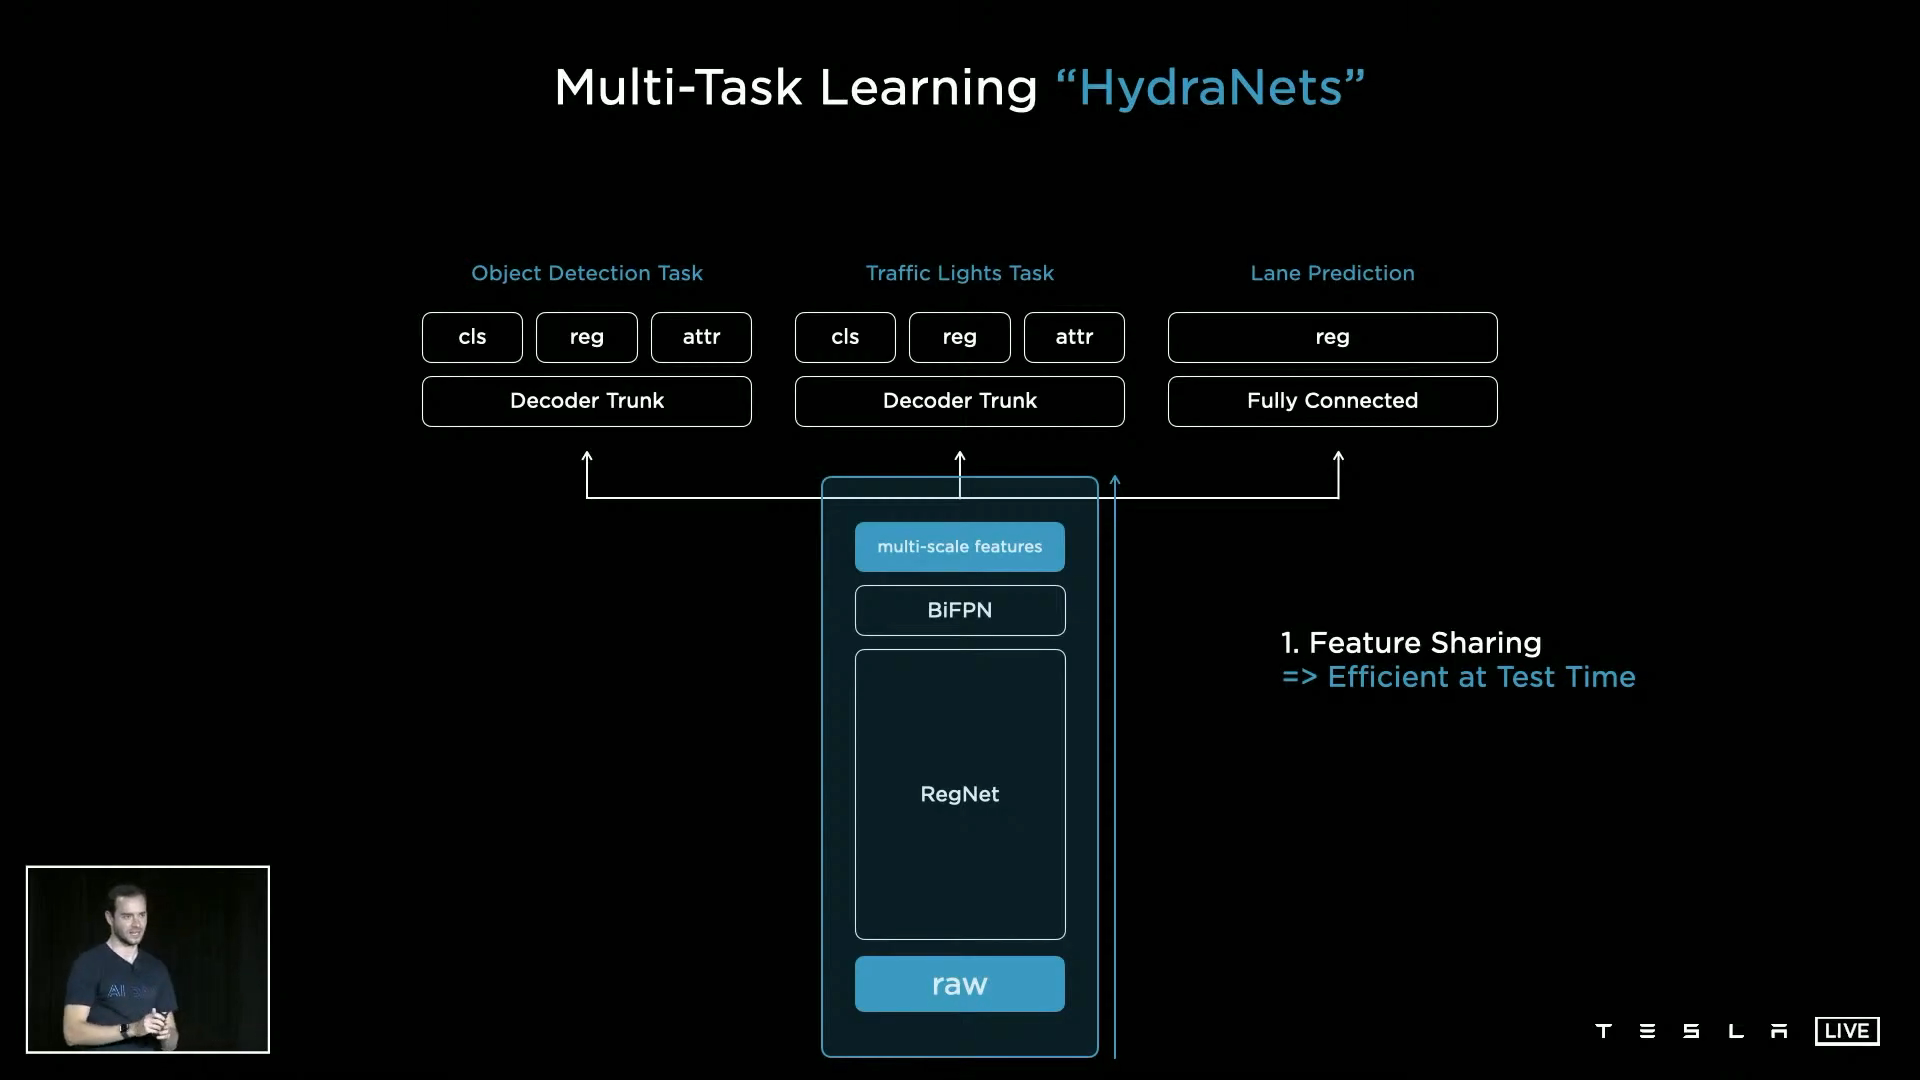 Multi-Task Learning “HydraNets”
Object Detection Task
Traffic Lights Task
Lane Prediction
cls
reg
attr
cls
reg
attr
reg
Decoder Trunk
Decoder Trunk
Fully Connected
multi-scale features
BiFPN
1. Feature Sharing
=> Efficient at Test Time
RegNet
raw
AI
TESLA
LIVE